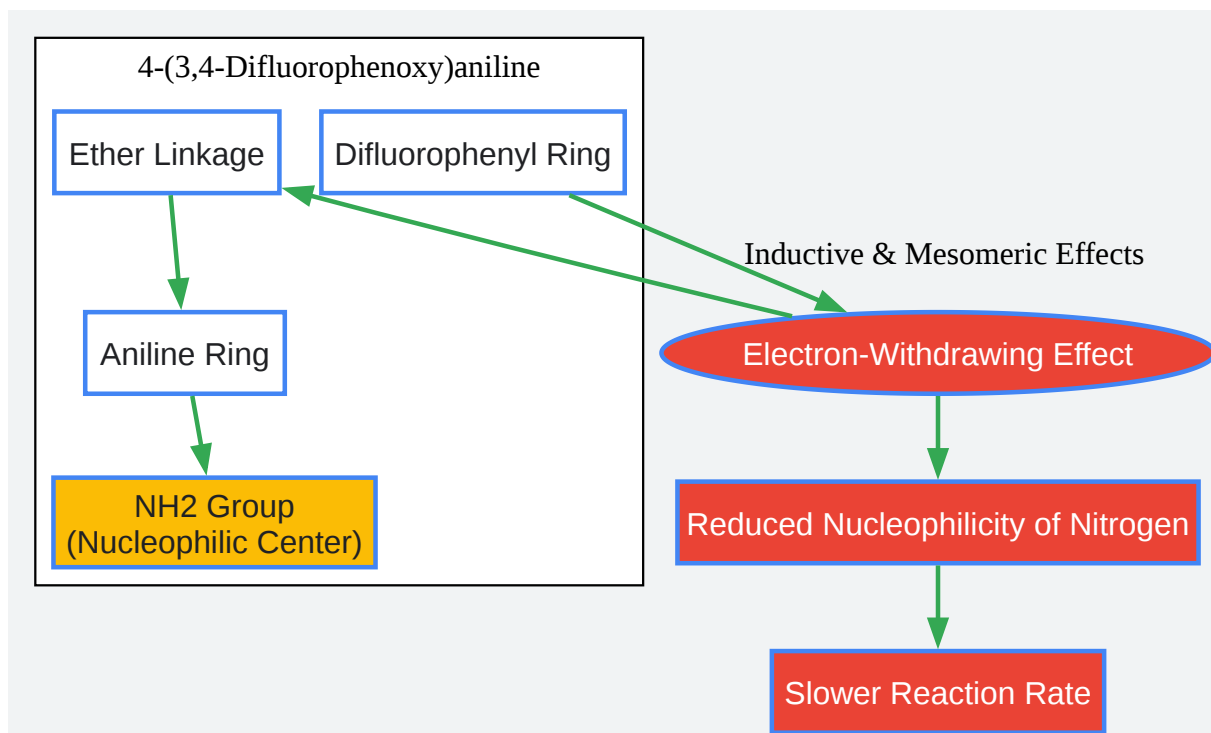 4-(3,4-Difluorophenoxy)aniline
Ether Linkage
Difluorophenyl Ring
Inductive & Mesomeric Effects
Aniline Ring
Electron-Withdrawing Effect
NH2 Group
(Nucleophilic Center)
Reduced Nucleophilicity of Nitrogen
Slower Reaction Rate